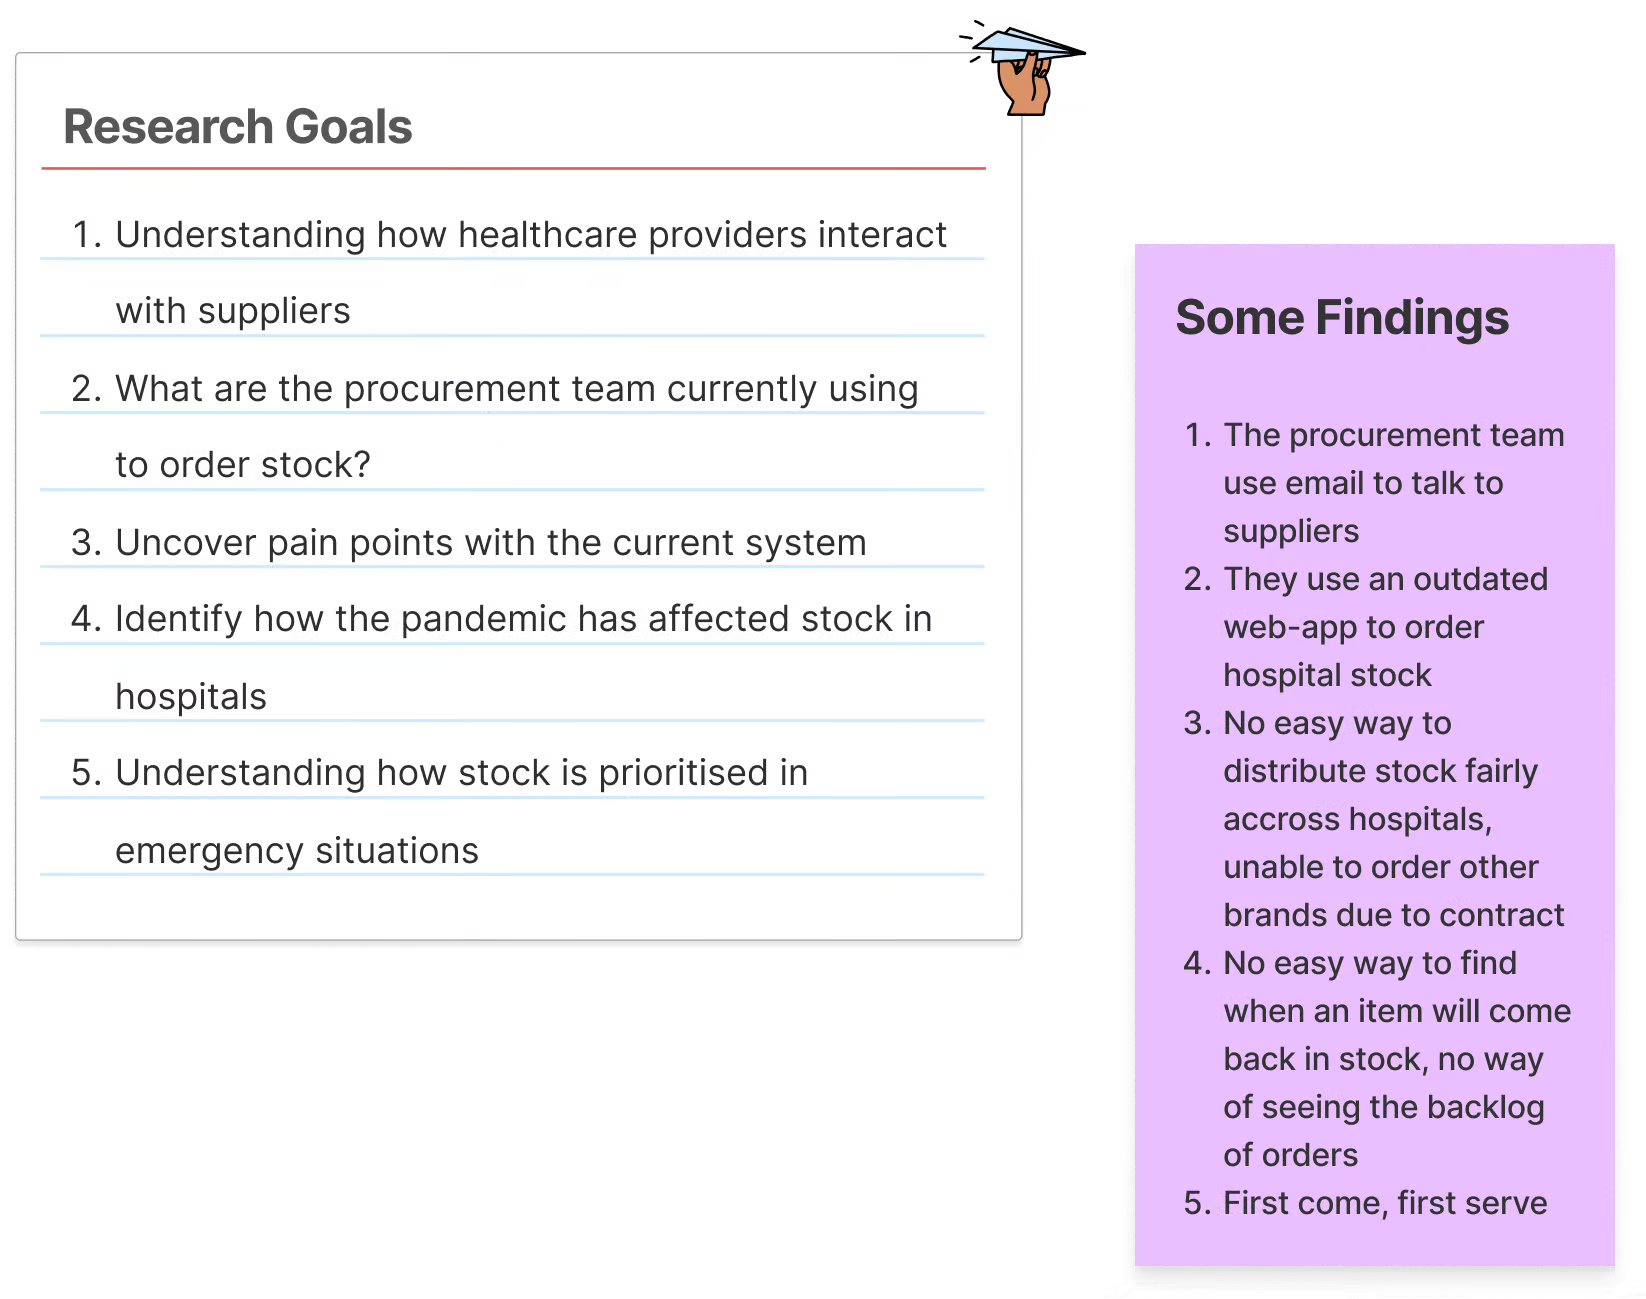 Research Goals
1. Understanding how healthcare providers interact
with suppliers
2. What are the procurement team currently using
to order stock?
3. Uncover pain points with the current system
4. Identify how the pandemic has affected stock in
hospitals
5. Understanding how stock is prioritised in
emergency situations
Some Findings
1. The procurement team
use email to talk to
suppliers
2. They use an outdated
web-app to order
hospital stock
3. No easy way to
distribute stock fairly
accross hospitals,
unable to order other
brands due to contract
4. No easy way to find
when an item will come
back in stock, no way
of seeing the backlog
of orders
5. First come, first serve